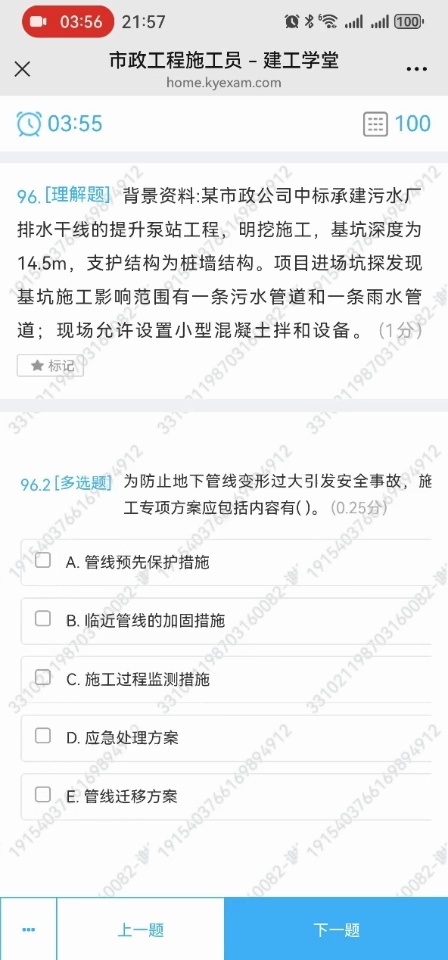 03:56 21:57 100
市政工程施工员 - 建工学堂
home.kyexam.com
03:55 100
96. [理解题] 背景资料:某市政公司中标承建污水厂
排水干线的提升泵站工程，明挖施工，基坑深度为
14.5m，支护结构为桩墙结构。项目进场坑探发现
基坑施工影响范围有一条污水管道和一条雨水管
道；现场允许设置小型混凝土拌和设备。(1分)
标记
96.2 [多选题] 为防止地下管线变形过大引发安全事故，施
工专项方案应包括内容有( )。(0.25分)
A. 管线预先保护措施
B. 临近管线的加固措施
C. 施工过程监测措施
D. 应急处理方案
E. 管线迁移方案
上一题 下一题